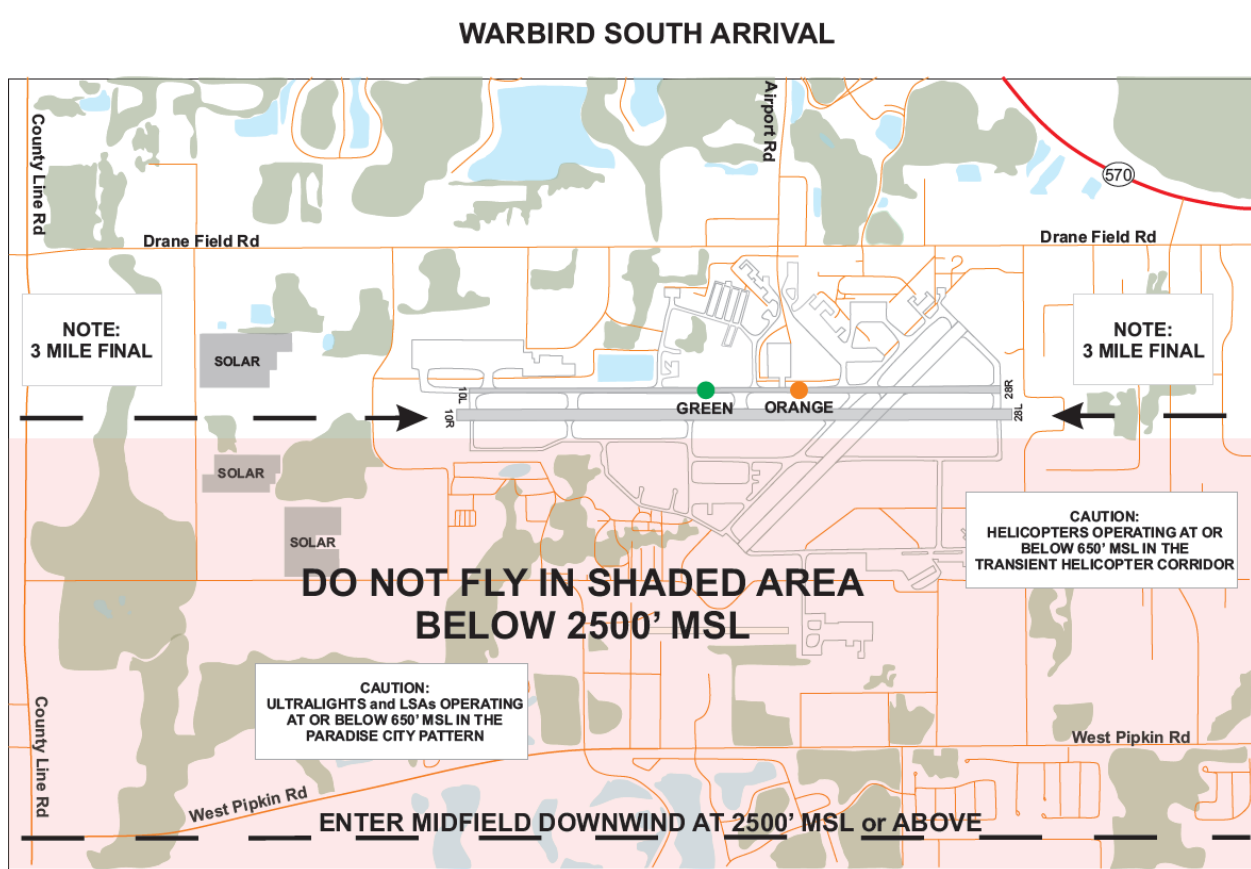 WARBIRD SOUTH ARRIVAL
County Line Rd
Airport Rd
570
Drane Field Rd
Drane Field Rd
NOTE:
3 MILE FINAL
NOTE:
3 MILE FINAL
SOLAR
10L
28R
GREEN
ORANGE
10R
28L
SOLAR
CAUTION:
HELICOPTERS OPERATING AT OR
BELOW 650' MSL IN THE
TRANSIENT HELICOPTER CORRIDOR
SOLAR
DO NOT FLY IN SHADED AREA
BELOW 2500’ MSL
CAUTION:
ULTRALIGHTS and LSAs OPERATING
AT OR BELOW 650' MSL IN THE
PARADISE CITY PATTERN
County Line Rd
West Pipkin Rd
West Pipkin Rd
ENTER MIDFIELD DOWNWIND AT 2500’ MSL or ABOVE